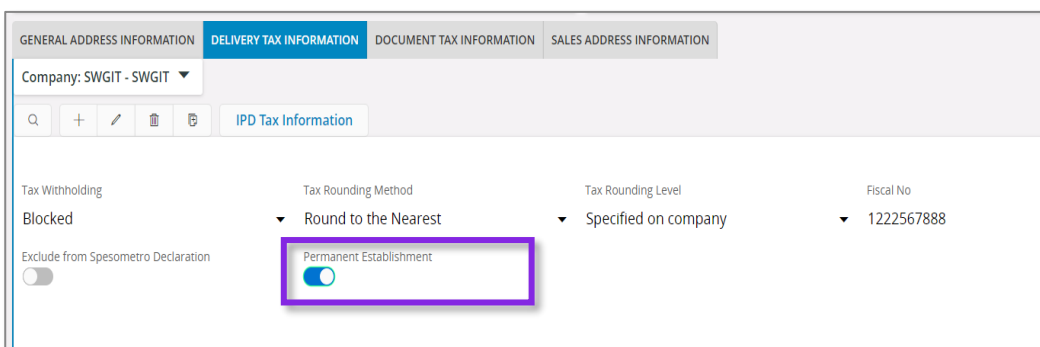 GENERAL ADDRESS INFORMATION DELIVERY TAX INFORMATION DOCUMENT TAX INFORMATION SALES ADDRESS INFORMATION
Company: SWGIT - SWGIT
IPD Tax Information
Tax Withholding Tax Rounding Method Tax Rounding Level Fiscal No
Blocked Round to the Nearest Specified on company 1222567888
Exclude from Spesometro Declaration Permanent Establishment